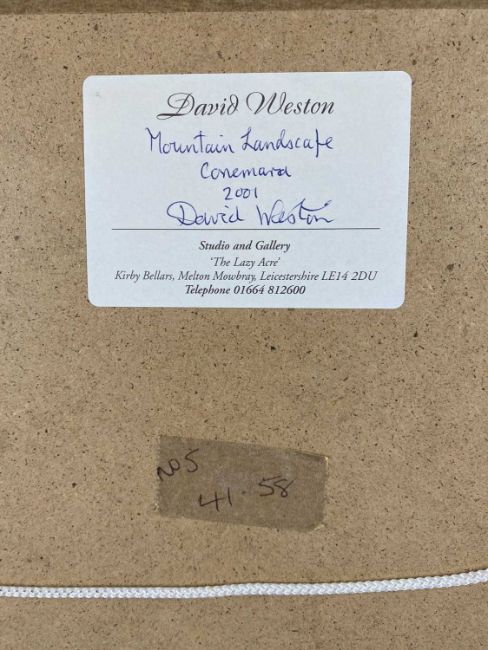 David Weston
Mountain Landscape
Conemara
2001
David Weston
Studio and Gallery
'The Lazy Acre'
Kirby Bellars, Melton Mowbray, Leicestershire LE14 2DU
Telephone 01664 812600
NO5
41.58